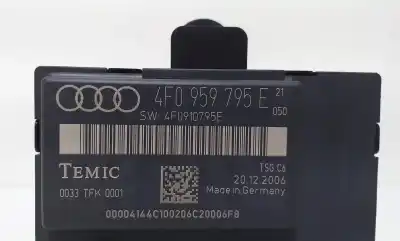 4F0 959 795 E 21
050
SW: 4F0910795E
TEMIC TSG C6
20.12.2006
0033 TFK 0001 Made in Germany
00004144C100206C20006F8